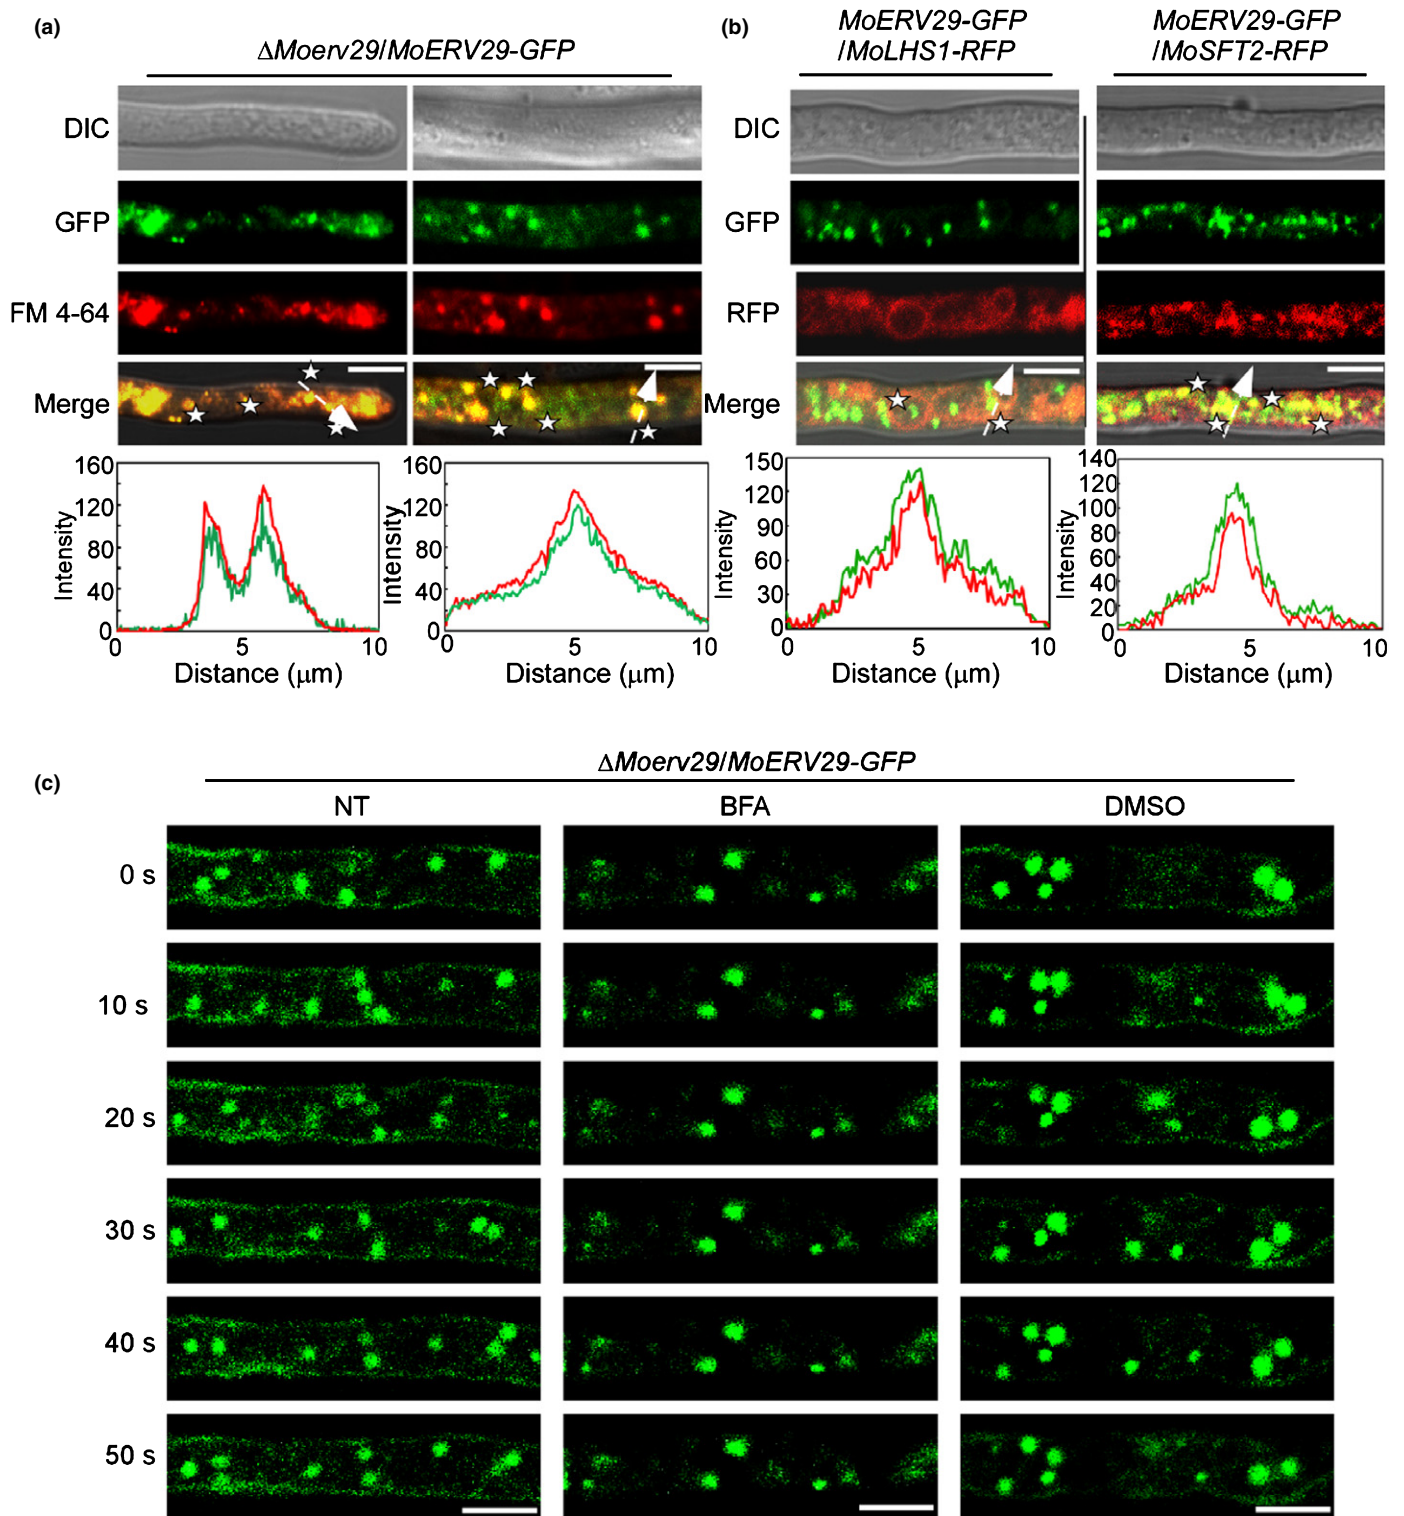 (a)
ΔMoerv29/MoERV29-GFP
DIC
GFP
FM 4-64
Merge
160
120
80
40
0
Intensity
0
5
10
Distance (μm)
160
120
80
40
0
Intensity
0
5
10
Distance (μm)
(b)
MoERV29-GFP
/MoLHS1-RFP
MoERV29-GFP
/MoSFT2-RFP
DIC
GFP
RFP
Merge
150
120
90
60
30
0
Intensity
0
5
10
Distance (μm)
140
120
100
80
60
40
20
0
Intensity
0
5
10
Distance (μm)
(c)
ΔMoerv29/MoERV29-GFP
NT
BFA
DMSO
0 s
10 s
20 s
30 s
40 s
50 s